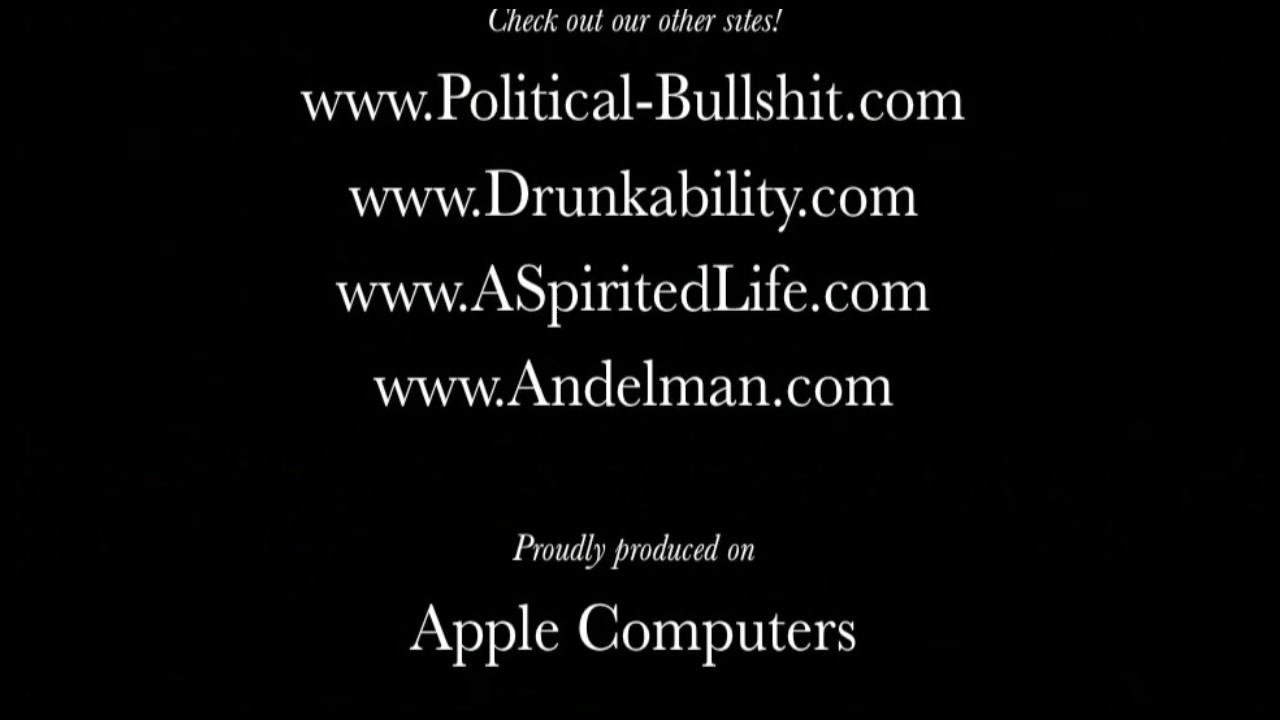 Check out our other sites!
www.Political-Bullshit.com
www.Drunkability.com
www.ASpiritedLife.com
www.Andelman.com
Proudly produced on
Apple Computers